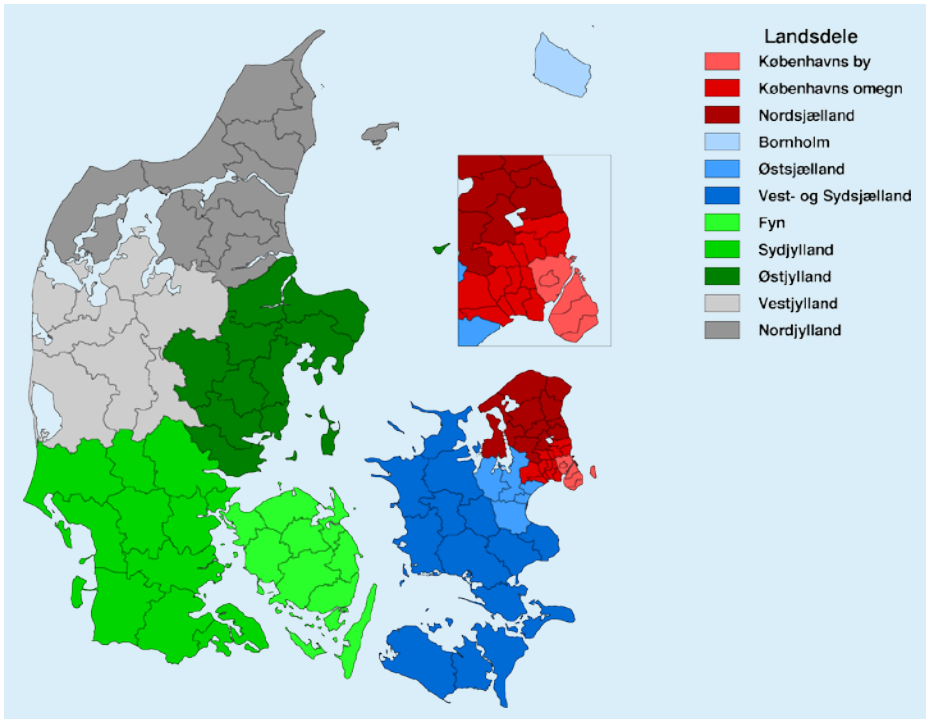 Landsdele
Københavns by
Københavns omegn
Nordsjælland
Bornholm
Østsjælland
Vest- og Sydsjælland
Fyn
Sydjylland
Østjylland
Vestjylland
Nordjylland